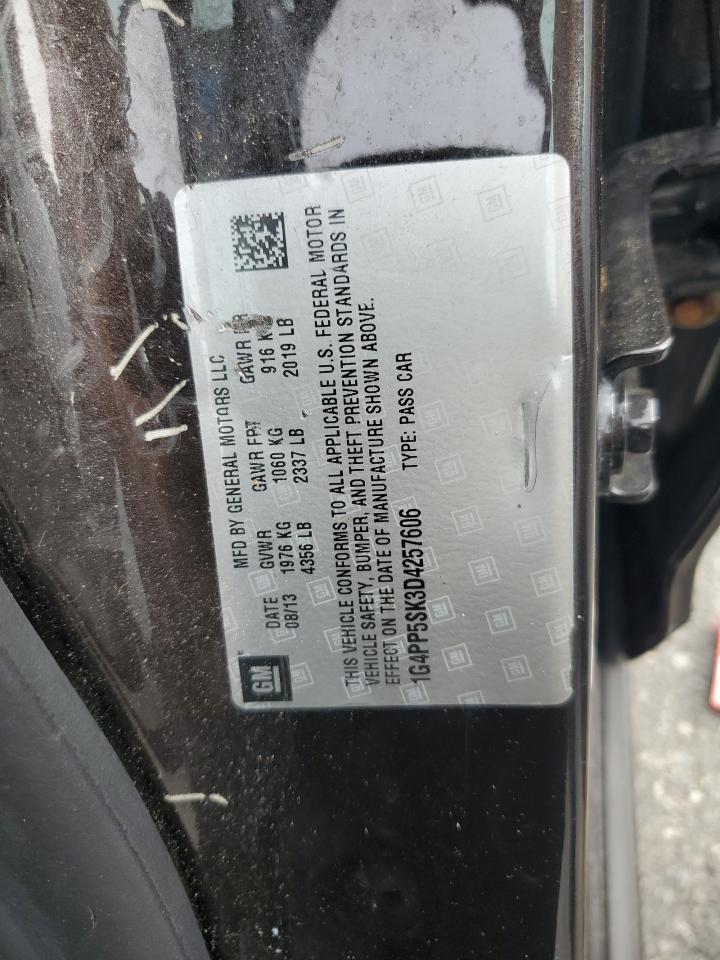 GM
MFD BY GENERAL MOTORS LLC
DATE GVWR GAWR FRT GAWR RR
08/13 1976 KG 1060 KG 916 KG
4356 LB 2337 LB 2019 LB
THIS VEHICLE CONFORMS TO ALL APPLICABLE U.S. FEDERAL MOTOR
VEHICLE SAFETY, BUMPER, AND THEFT PREVENTION STANDARDS IN
EFFECT ON THE DATE OF MANUFACTURE SHOWN ABOVE.
1G4PP5SK3D4257606 TYPE: PASS CAR